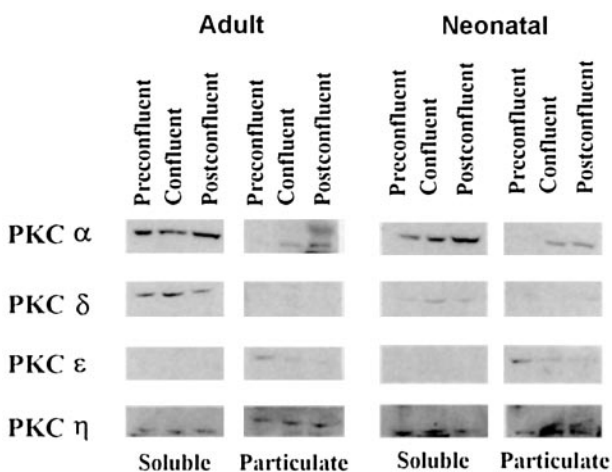 Adult Neonatal
Preconfluent Confluent Postconfluent Preconfluent Confluent Postconfluent Preconfluent Confluent Postconfluent Preconfluent Confluent Postconfluent
PKC α
PKC δ
PKC ε
PKC η
Soluble Particulate Soluble Particulate